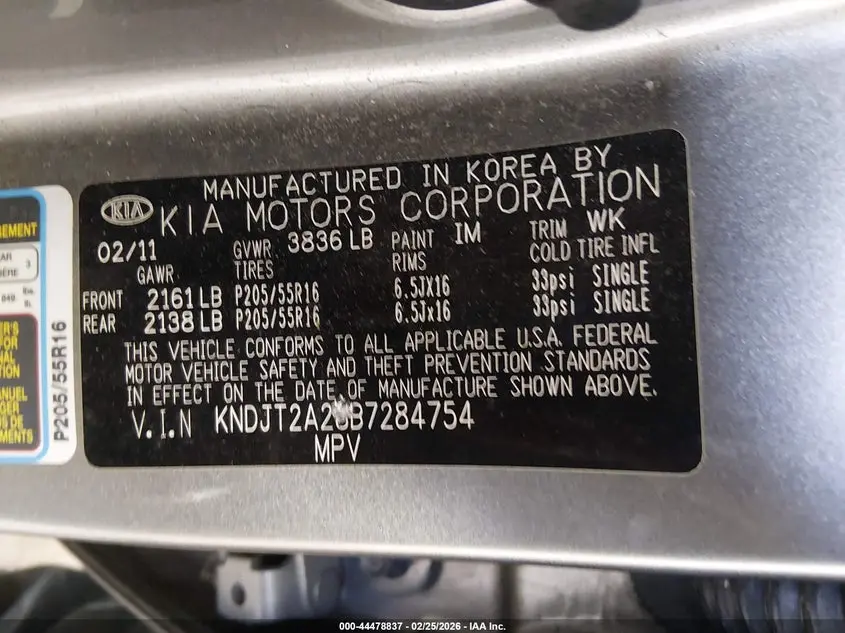 MANUFACTURED IN KOREA BY
KIA KIA MOTORS CORPORATION
02/11 GVWR 3836 LB PAINT IM TRIM WK
GAWR TIRES RIMS COLD TIRE INFL
FRONT 2161 LB P205/55R16 6.5JX16 33psi SINGLE
REAR 2138 LB P205/55R16 6.5Jx16 33psi SINGLE
THIS VEHICLE CONFORMS TO ALL APPLICABLE U.S.A. FEDERAL
MOTOR VEHICLE SAFETY AND THEFT PREVENTION STANDARDS
IN EFFECT ON THE DATE OF MANUFACTURE SHOWN ABOVE.
V.I.N
MPV
P205/55R16
3
000-44478837 - 02/25/2026 - IAA Inc.